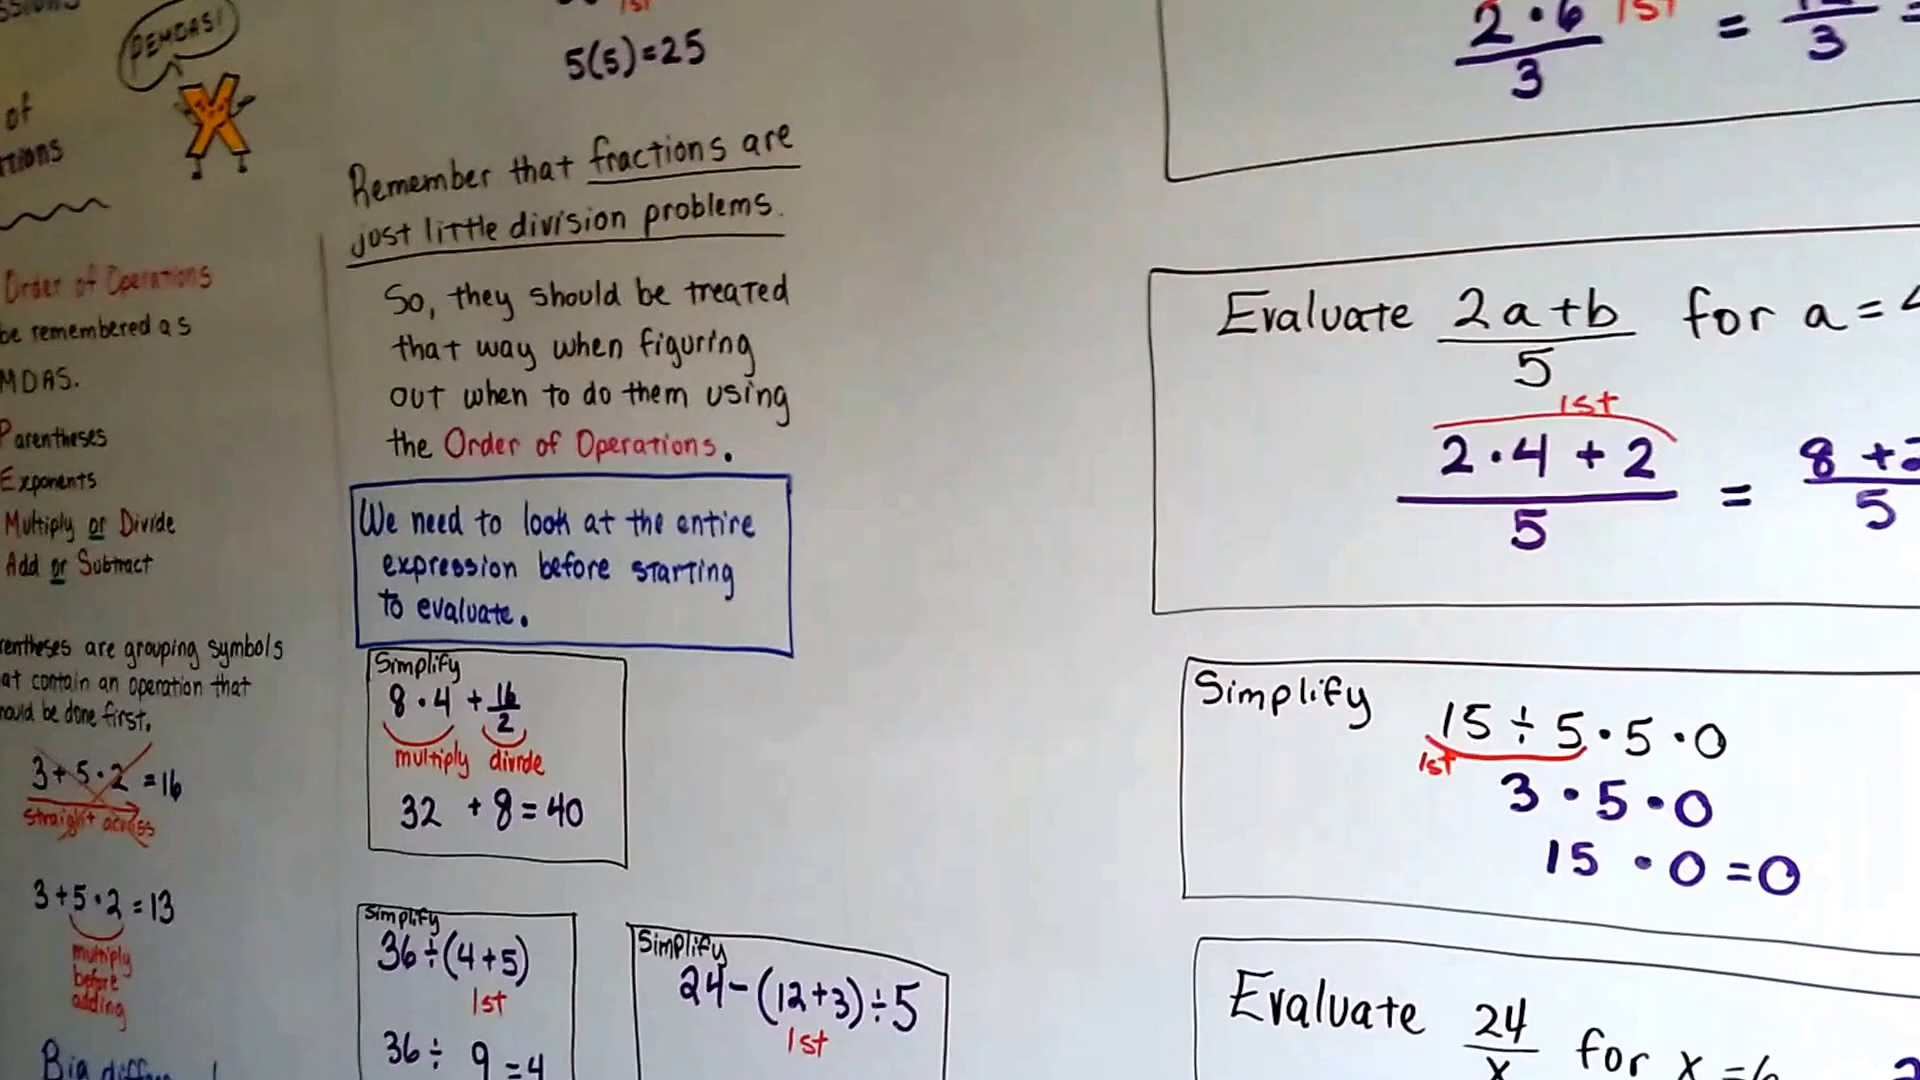 PEMDAS!
of
Order of Operations
be remembered as
MDAS.
Parentheses
Exponents
Multiply or Divide
Add or Subtract
are grouping symbols
contain an operation that
be done first.
3+5·2=16
straight across
3+5·2=13
multiply
before
adding
Big
1st
5(5)=25
Remember that fractions are
just little division problems.
So, they should be treated
that way when figuring
out when to do them using
the Order of Operations.
We need to look at the entire
expression before starting
to evaluate.
Simplify
8·4 + 16/2
multiply divide
32 + 8 = 40
Simplify
36÷(4+5)
1st
36÷ 9 =4
Simplify
24-(12+3)÷5
1st
2·6 1st
3 = 3
Evaluate 2a+b/5 for a=4
1st
2·4+2/5 = 8+2/5
Simplify 15÷5·5·0
1st
3·5·0
15·0=0
Evaluate 24/x for x=6